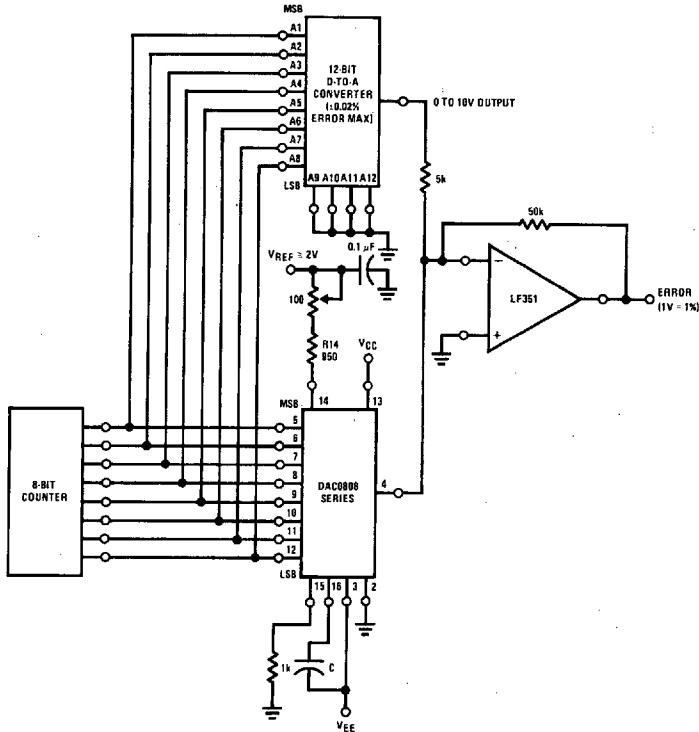 MSB
A1
A2
A3
A4
A5
A6
A7
A8
LSB
12-BIT
D-TO-A
CONVERTER
(±0.02%
ERROR MAX)
A9 A10 A11 A12
0 TO 10V OUTPUT
5k
50k
0.1 µF
VREF ≅ 2V
100
R14
950
VCC
−
+
LF351
ERROR
(1V = 1%)
MSB
14
13
5
6
7
8
9
10
11
12
LSB
8-BIT
COUNTER
DAC0808
SERIES
4
15
16
3
2
1k
C
VEE